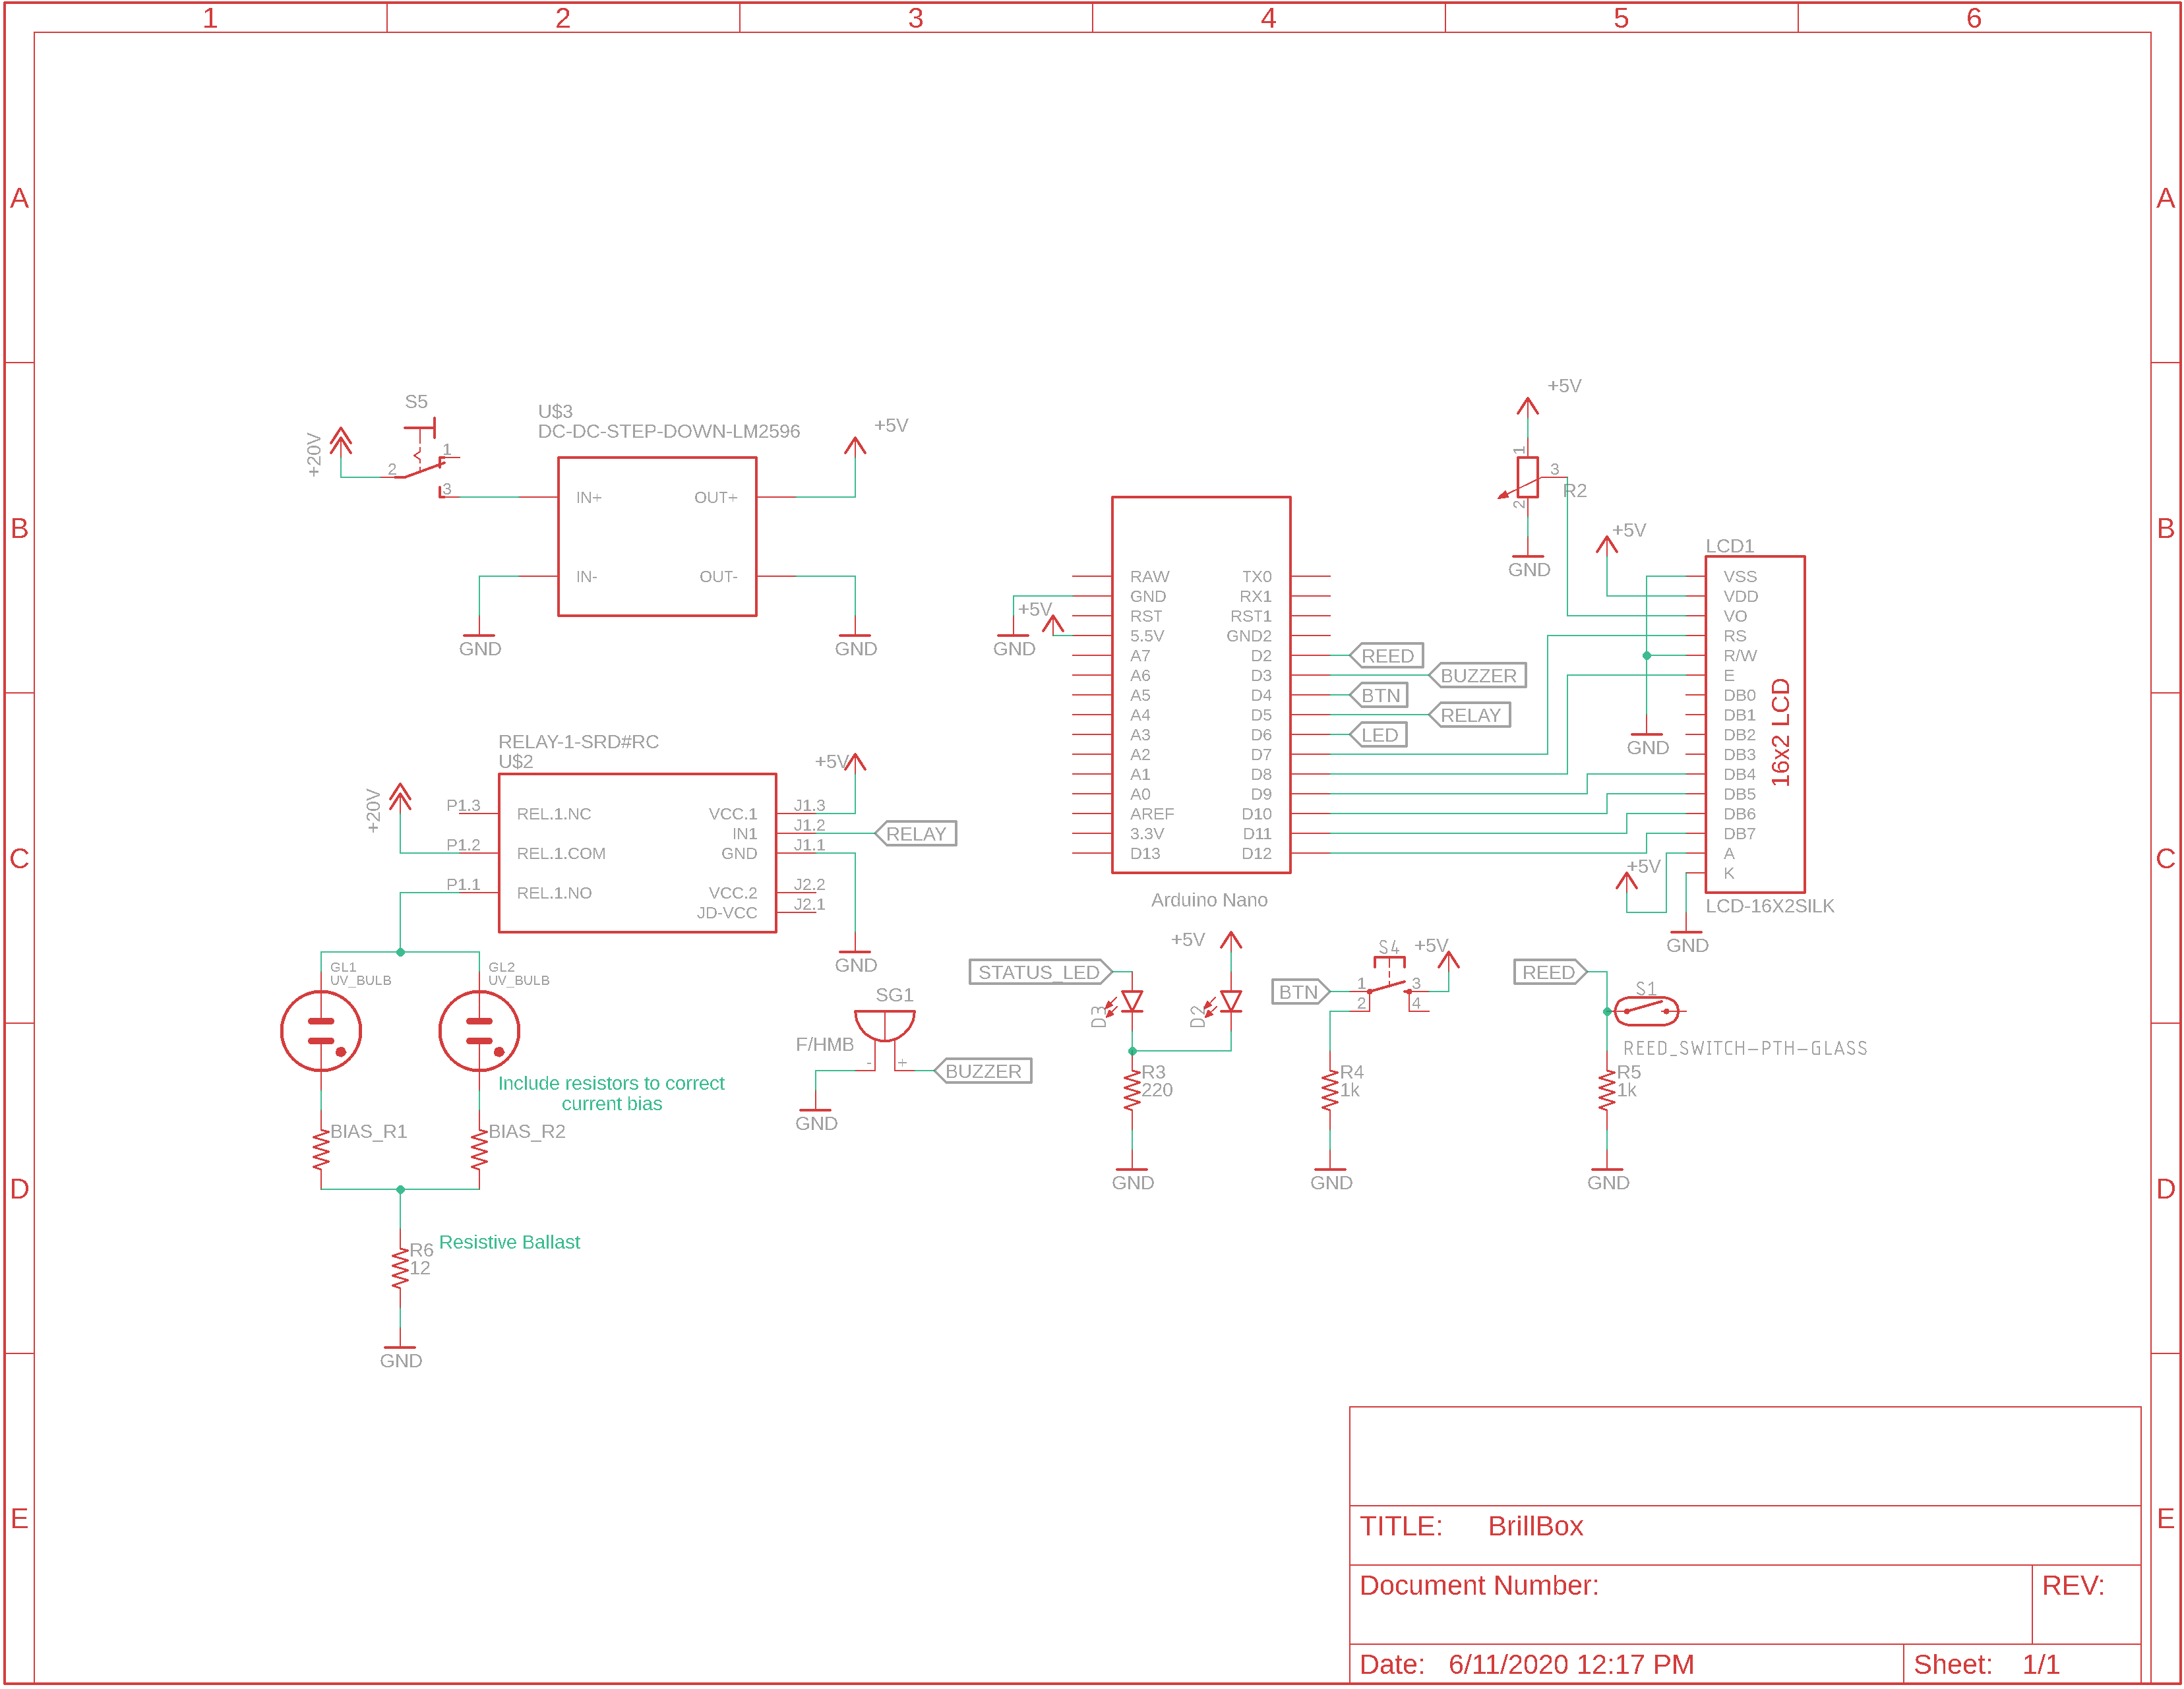 1 2 3 4 5 6
A A
B B
C C
D D
E E
S5
+20V
1
2
3
U$3
DC-DC-STEP-DOWN-LM2596
IN+ OUT+
IN- OUT-
+5V
GND
GND
RELAY-1-SRD#RC
U$2
+20V
P1.3 REL.1.NC
P1.2 REL.1.COM
P1.1 REL.1.NO
VCC.1 J1.3
IN1 J1.2
GND J1.1
VCC.2 J2.2
JD-VCC J2.1
+5V
RELAY
GND
GL1
UV_BULB
GL2
UV_BULB
Include resistors to correct
current bias
BIAS_R1
BIAS_R2
R6
12
Resistive Ballast
GND
SG1
F/HMB
- +
BUZZER
GND
GND
+5V
RAW TX0
GND RX1
RST RST1
5.5V GND2
A7 D2
A6 D3
A5 D4
A4 D5
A3 D6
A2 D7
A1 D8
A0 D9
AREF D10
3.3V D11
D13 D12
Arduino Nano
REED
BUZZER
BTN
RELAY
LED
+5V
1
3
R2
2
GND
+5V
LCD1
VSS
VDD
VO
RS
R/W
E
DB0
DB1
DB2
DB3
DB4
DB5
DB6
DB7
A
K
16x2 LCD
LCD-16X2SILK
GND
+5V
GND
STATUS_LED
+5V
D3
D2
R3
220
GND
BTN
S4
+5V
1 3
2 4
R4
1k
GND
REED
S1
REED_SWITCH-PTH-GLASS
R5
1k
GND
TITLE: BrillBox
Document Number:
REV:
Date: 6/11/2020 12:17 PM
Sheet: 1/1